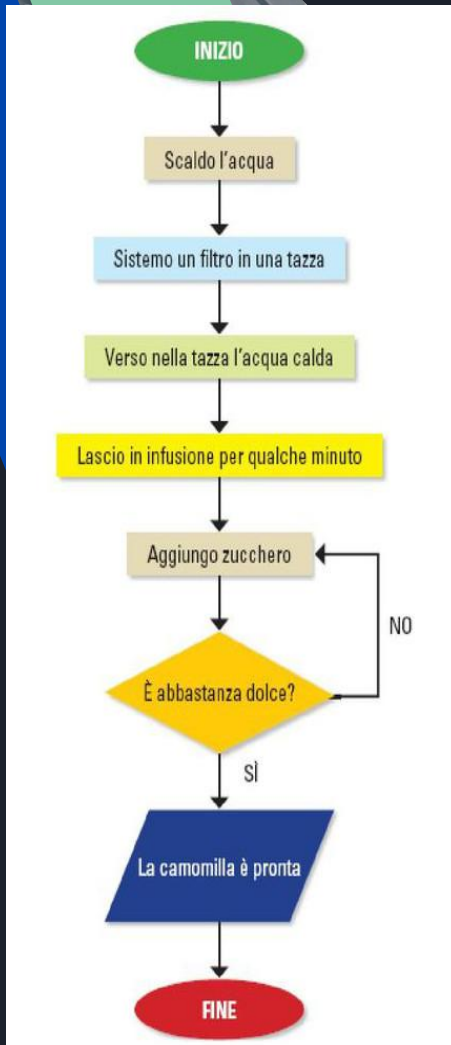 INIZIO
Scaldo l'acqua
Sistemo un filtro in una tazza
Verso nella tazza l'acqua calda
Lascio in infusione per qualche minuto
Aggiungo zucchero
NO
È abbastanza dolce?
SÌ
La camomilla è pronta
FINE